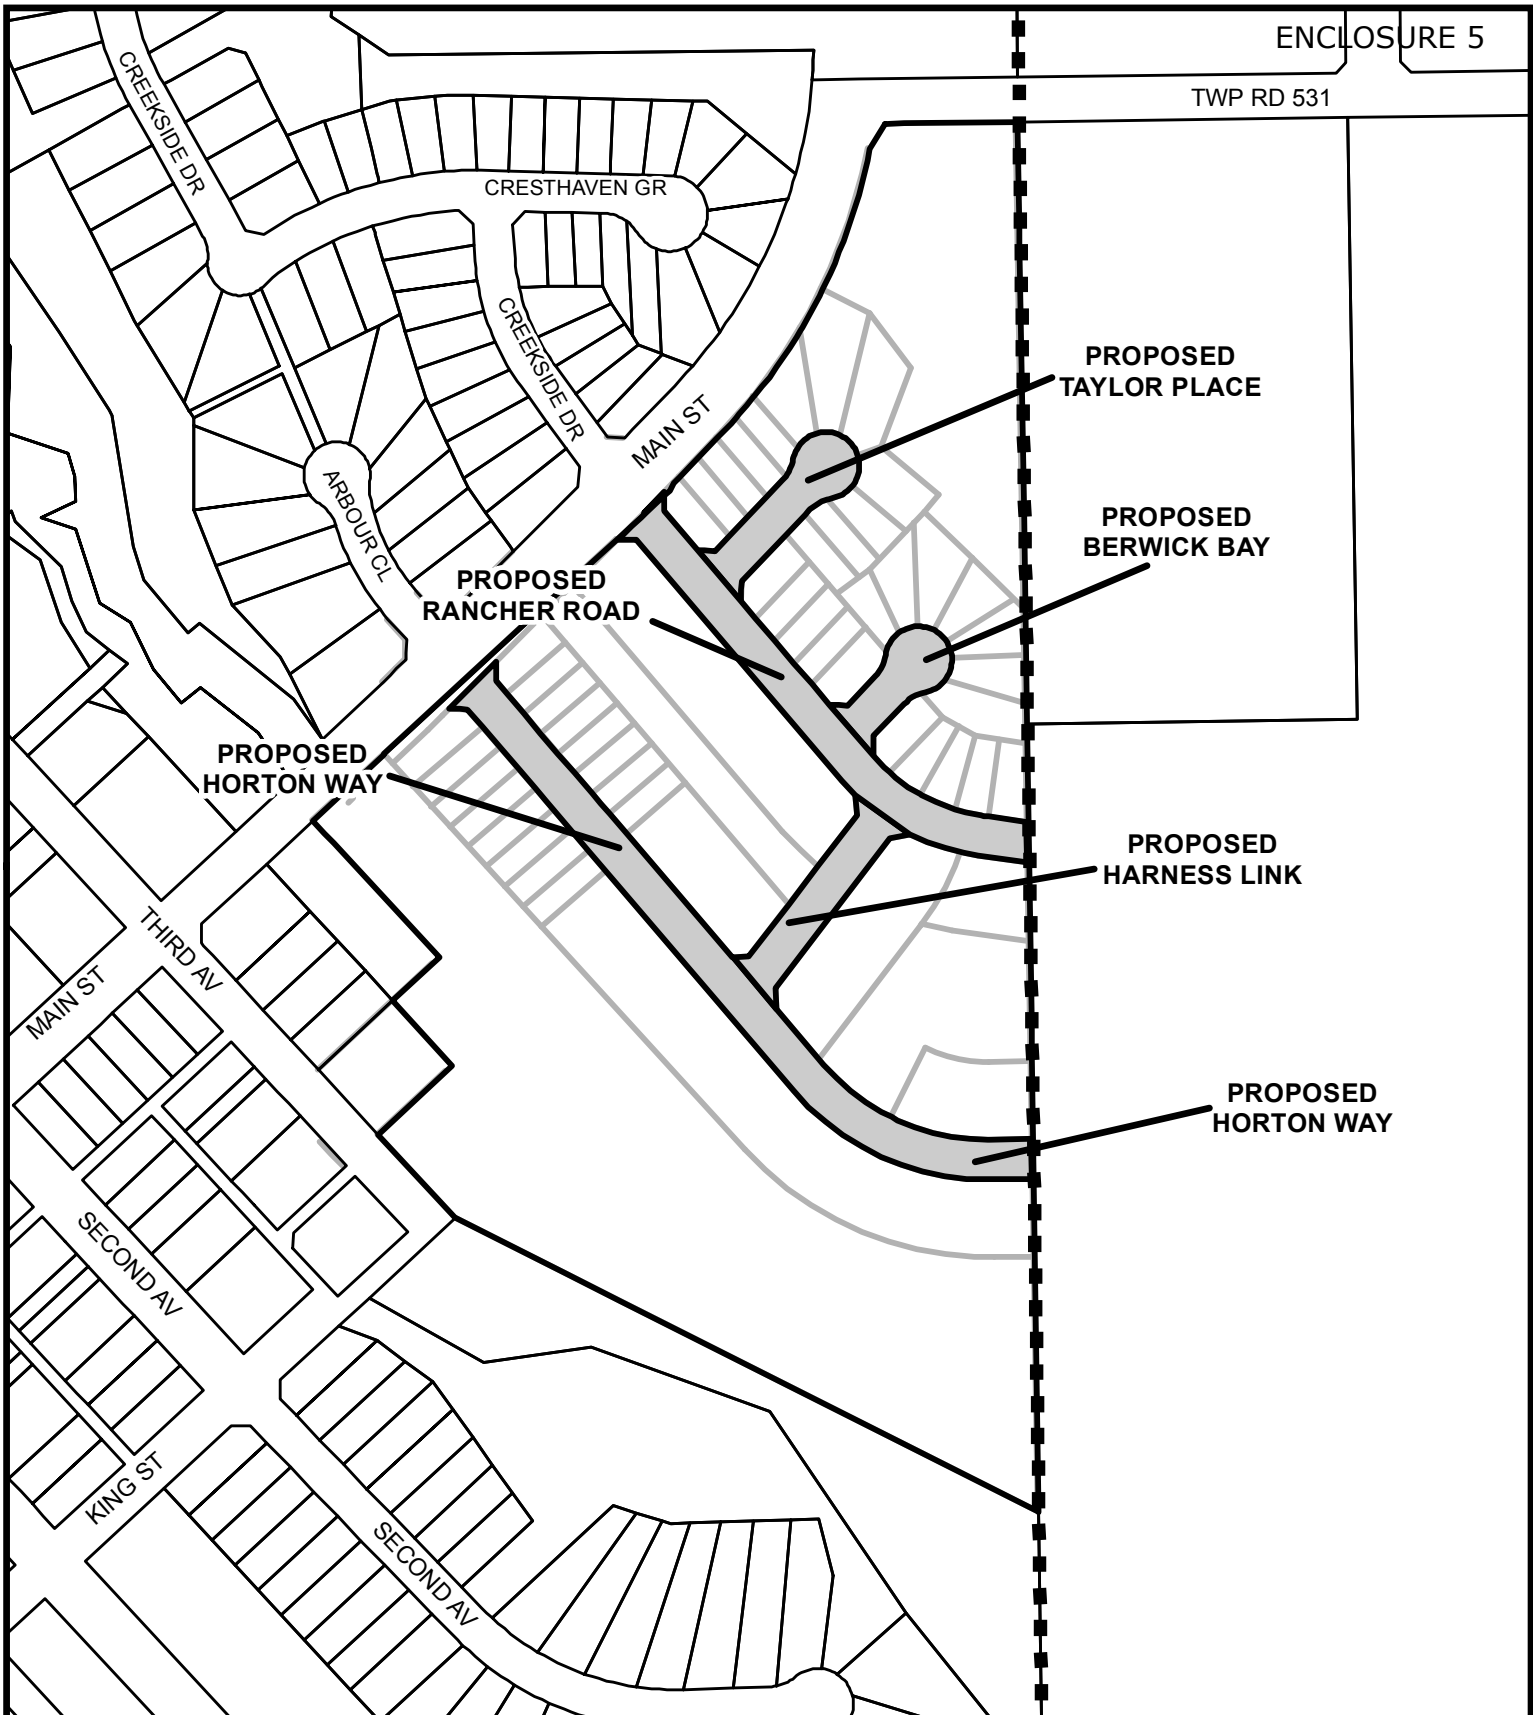 ENCLOSURE 5
TWP RD 531
CREEKSIDE DR
CRESTHAVEN GR
CREEKSIDE DR
MAIN ST
PROPOSED
TAYLOR PLACE
ARBOUR CL
PROPOSED
BERWICK BAY
PROPOSED
RANCHER ROAD
PROPOSED
HORTON WAY
PROPOSED
HARNESS LINK
THIRD AV
MAIN ST
PROPOSED
HORTON WAY
SECOND AV
KING ST
SECOND AV